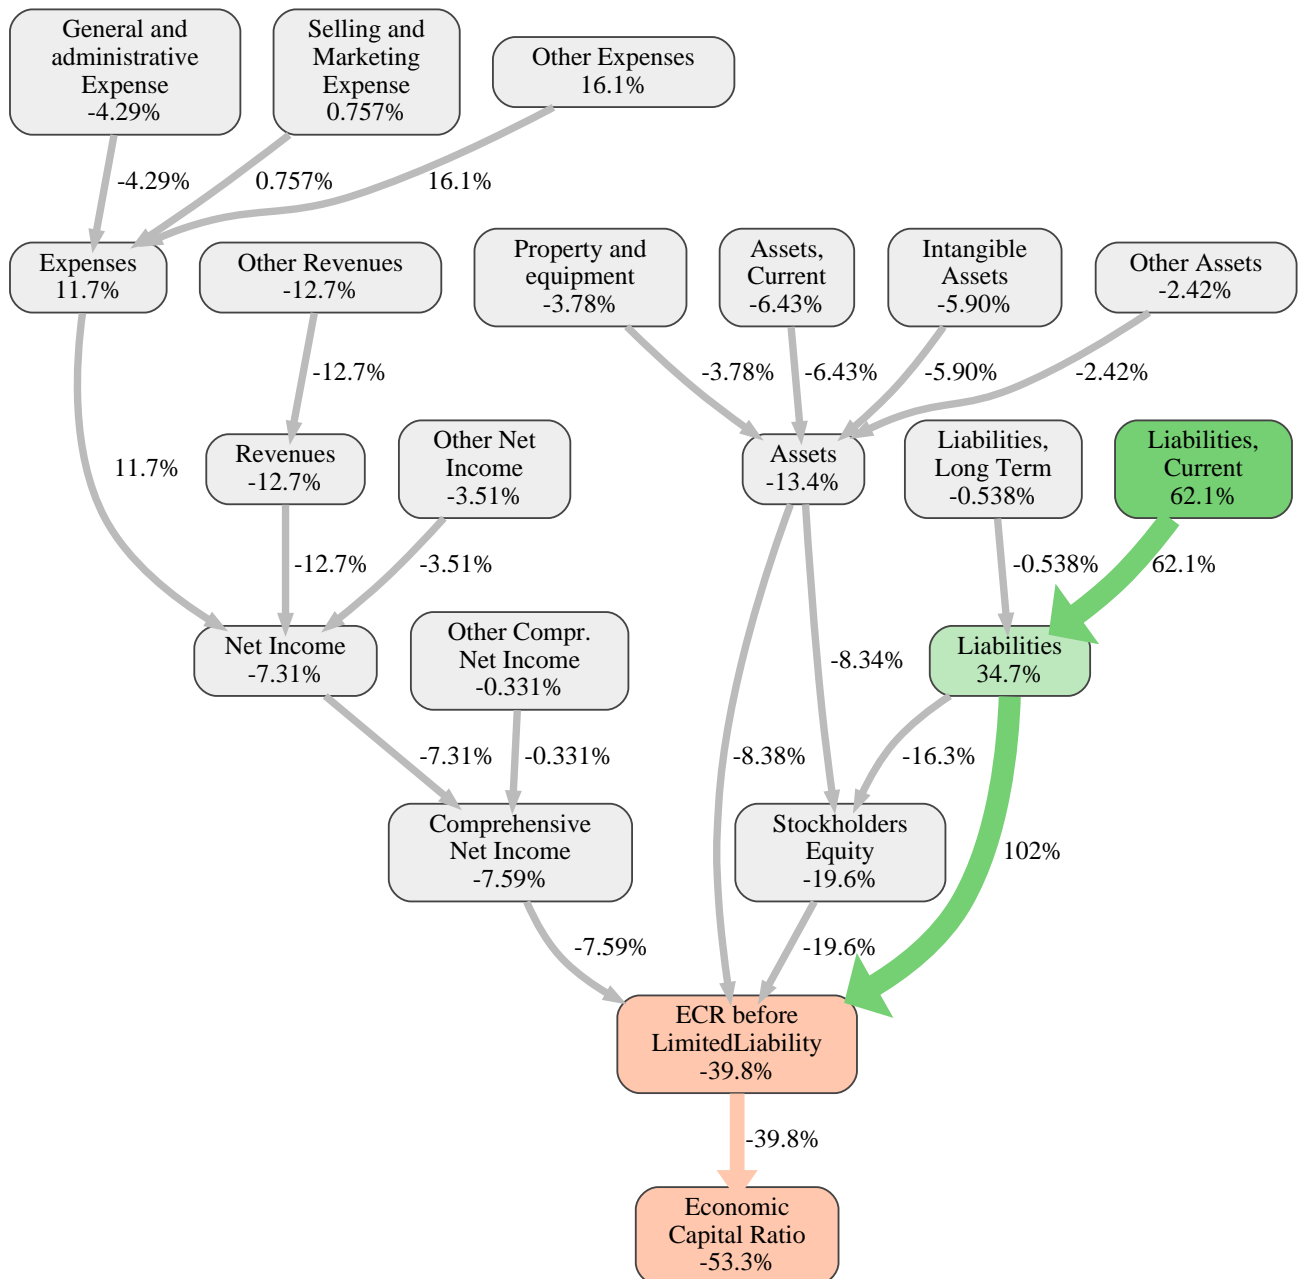 General and
administrative
Expense
-4.29%
Selling and
Marketing
Expense
0.757%
Other Expenses
16.1%
-4.29%
0.757%
16.1%
Expenses
11.7%
Other Revenues
-12.7%
Property and
equipment
-3.78%
Assets,
Current
-6.43%
Intangible
Assets
-5.90%
Other Assets
-2.42%
-12.7%
-3.78%
-6.43%
-5.90%
-2.42%
11.7%
Revenues
-12.7%
Other Net
Income
-3.51%
Assets
-13.4%
Liabilities,
Long Term
-0.538%
Liabilities,
Current
62.1%
-12.7%
-3.51%
-0.538%
62.1%
Net Income
-7.31%
Other Compr.
Net Income
-0.331%
-8.34%
Liabilities
34.7%
-7.31%
-0.331%
-8.38%
-16.3%
Comprehensive
Net Income
-7.59%
Stockholders
Equity
-19.6%
102%
-7.59%
-19.6%
ECR before
LimitedLiability
-39.8%
-39.8%
Economic
Capital Ratio
-53.3%